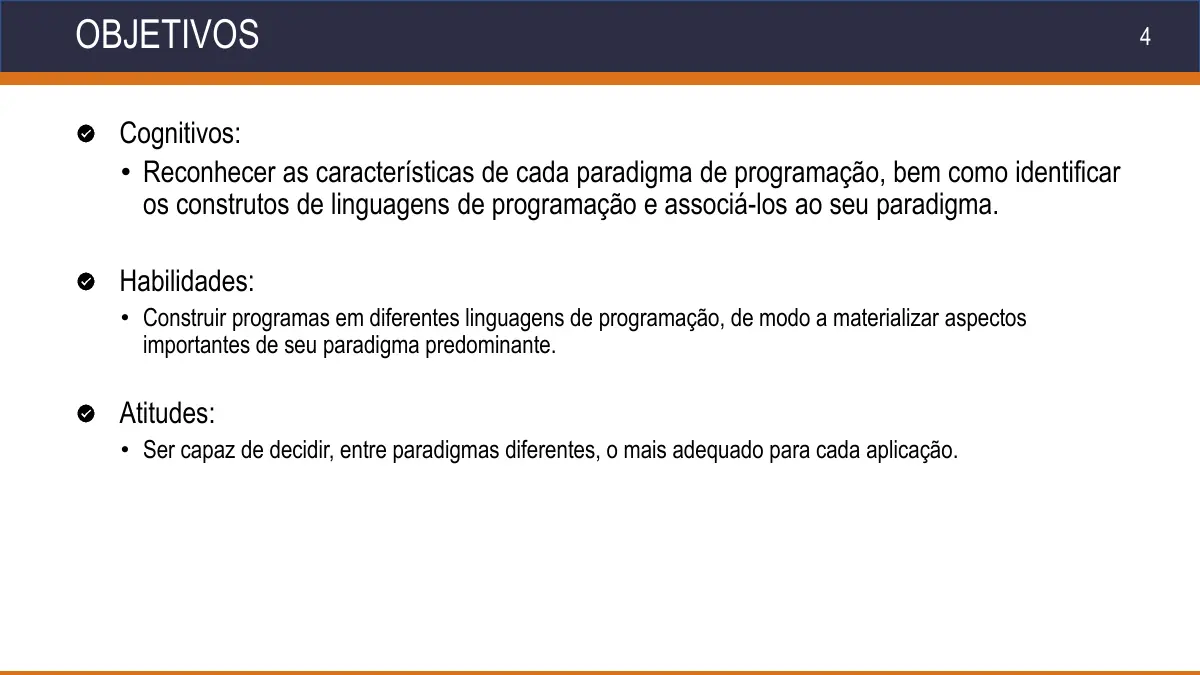 OBJETIVOS
4
Cognitivos:
• Reconhecer as características de cada paradigma de programação, bem como identificar
os construtos de linguagens de programação e associá-los ao seu paradigma.
Habilidades:
• Construir programas em diferentes linguagens de programação, de modo a materializar aspectos
importantes de seu paradigma predominante.
Atitudes:
• Ser capaz de decidir, entre paradigmas diferentes, o mais adequado para cada aplicação.